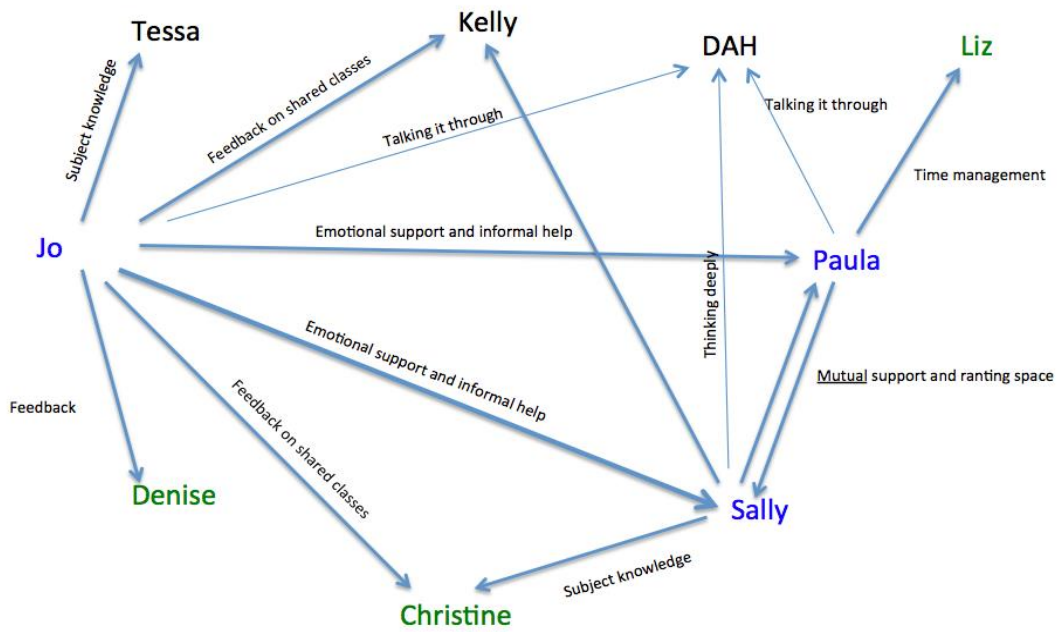 Tessa
Kelly
DAH
Liz
Subject knowledge
Feedback on shared classes
Talking it through
Talking it through
Time management
Jo
Emotional support and informal help
Paula
Thinking deeply
Emotional support and informal help
Mutual support and ranting space
Feedback
Feedback on shared classes
Denise
Sally
Subject knowledge
Christine